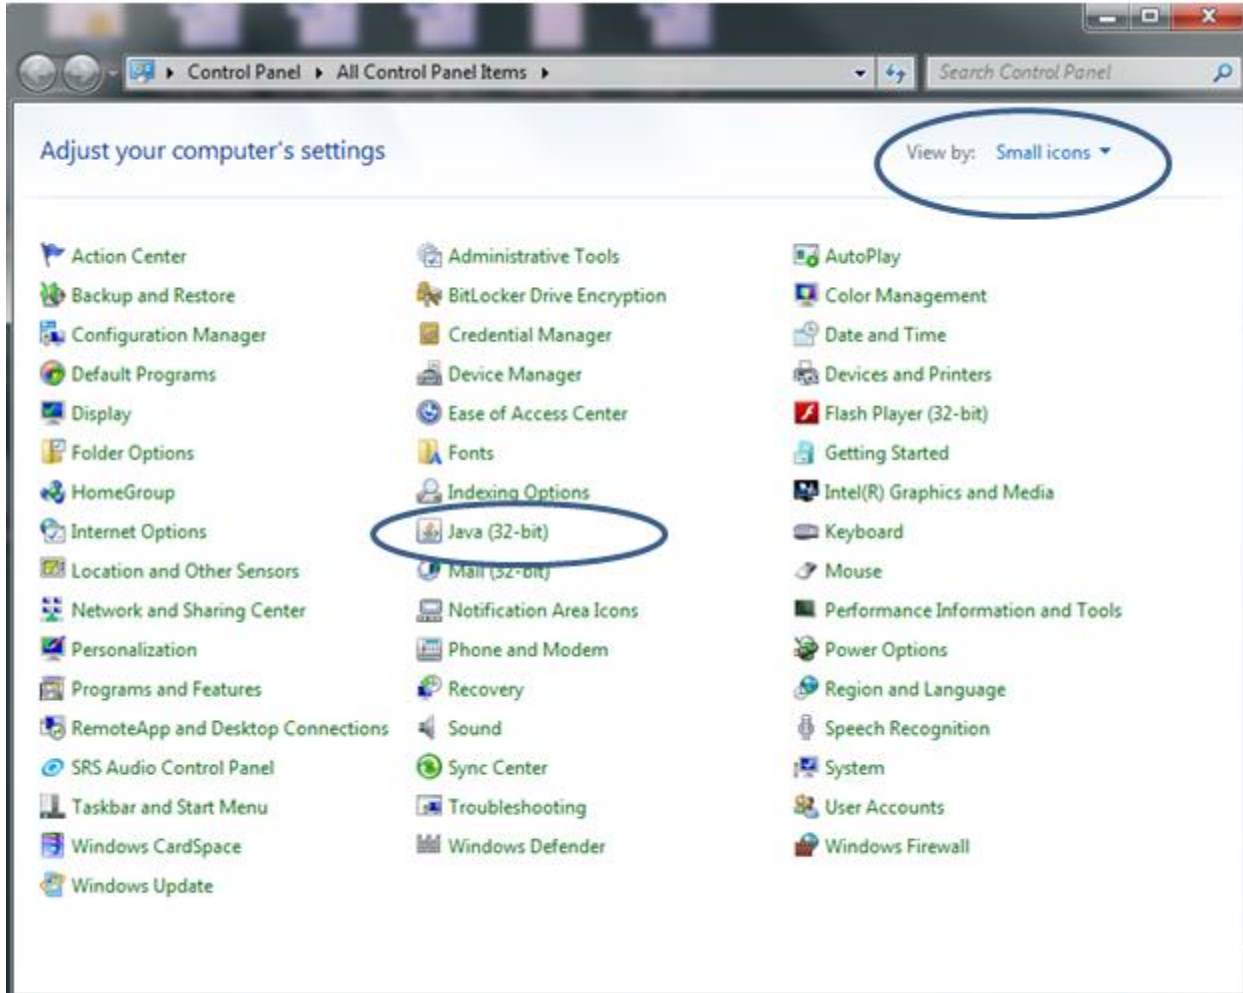 Control Panel ▸ All Control Panel Items ▸
Search Control Panel
Adjust your computer's settings
View by: Small icons
Action Center
Administrative Tools
AutoPlay
Backup and Restore
BitLocker Drive Encryption
Color Management
Configuration Manager
Credential Manager
Date and Time
Default Programs
Device Manager
Devices and Printers
Display
Ease of Access Center
Flash Player (32-bit)
Folder Options
Fonts
Getting Started
HomeGroup
Indexing Options
Intel(R) Graphics and Media
Internet Options
Java (32-bit)
Keyboard
Location and Other Sensors
Mail (32-bit)
Mouse
Network and Sharing Center
Notification Area Icons
Performance Information and Tools
Personalization
Phone and Modem
Power Options
Programs and Features
Recovery
Region and Language
RemoteApp and Desktop Connections
Sound
Speech Recognition
SRS Audio Control Panel
Sync Center
System
Taskbar and Start Menu
Troubleshooting
User Accounts
Windows CardSpace
Windows Defender
Windows Firewall
Windows Update